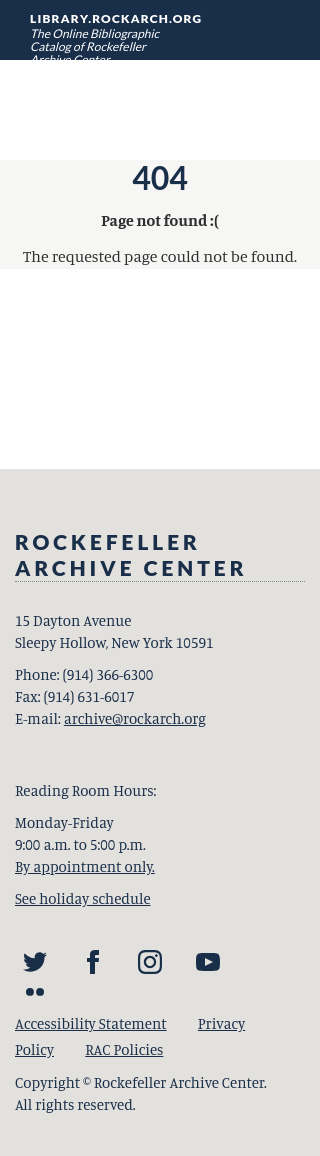 LIBRARY.ROCKARCH.ORG
The Online Bibliographic
Catalog of Rockefeller
Archive Center
404
Page not found :(
The requested page could not be found.
ROCKEFELLER
ARCHIVE CENTER
15 Dayton Avenue
Sleepy Hollow, New York 10591
Phone: (914) 366-6300
Fax: (914) 631-6017
E-mail: archive@rockarch.org
Reading Room Hours:
Monday-Friday
9:00 a.m. to 5:00 p.m.
By appointment only.
See holiday schedule
Accessibility Statement Privacy
Policy RAC Policies
Copyright © Rockefeller Archive Center.
All rights reserved.